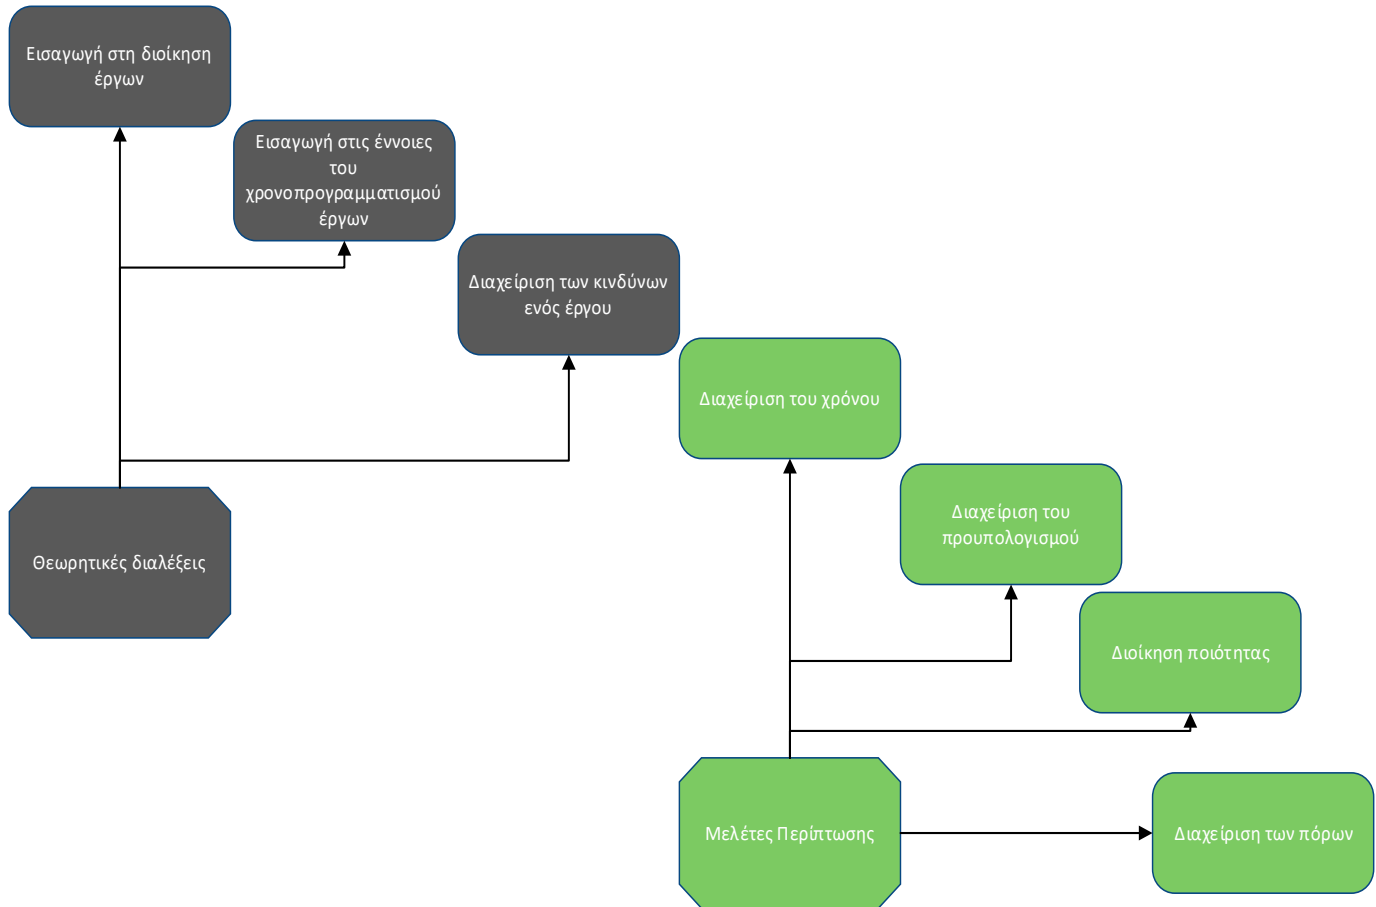 Εισαγωγή στη διοίκηση
έργων
Εισαγωγή στις έννοιες
του
χρονοπρογραμματισμού
έργων
Διαχείριση των κινδύνων
ενός έργου
Διαχείριση του χρόνου
Διαχείριση του
προυπολογισμού
Θεωρητικές διαλέξεις
Διοίκηση ποιότητας
Μελέτες Περίπτωσης
Διαχείριση των πόρων